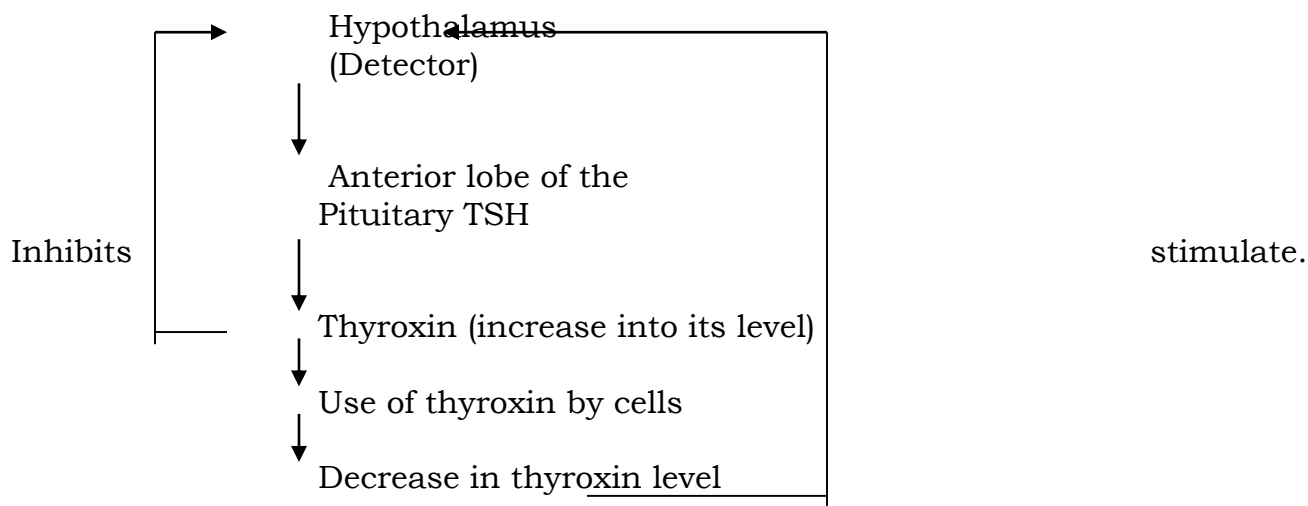 Hypothalamus
(Detector)
Anterior lobe of the
Pituitary TSH
Inhibits
stimulate.
Thyroxin (increase into its level)
Use of thyroxin by cells
Decrease in thyroxin level